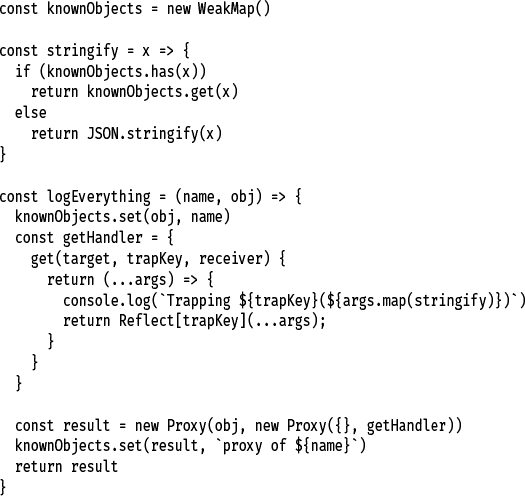 const knownObjects = new WeakMap()

const stringify = x => {
  if (knownObjects.has(x))
    return knownObjects.get(x)
  else
    return JSON.stringify(x)
}

const logEverything = (name, obj) => {
  knownObjects.set(obj, name)
  const getHandler = {
    get(target, trapKey, receiver) {
      return (...args) => {
        console.log(`Trapping ${trapKey}(${args.map(stringify)})`)
        return Reflect[trapKey](...args);
      }
    }
  }

  const result = new Proxy(obj, new Proxy({}, getHandler))
  knownObjects.set(result, `proxy of ${name}`)
  return result
}